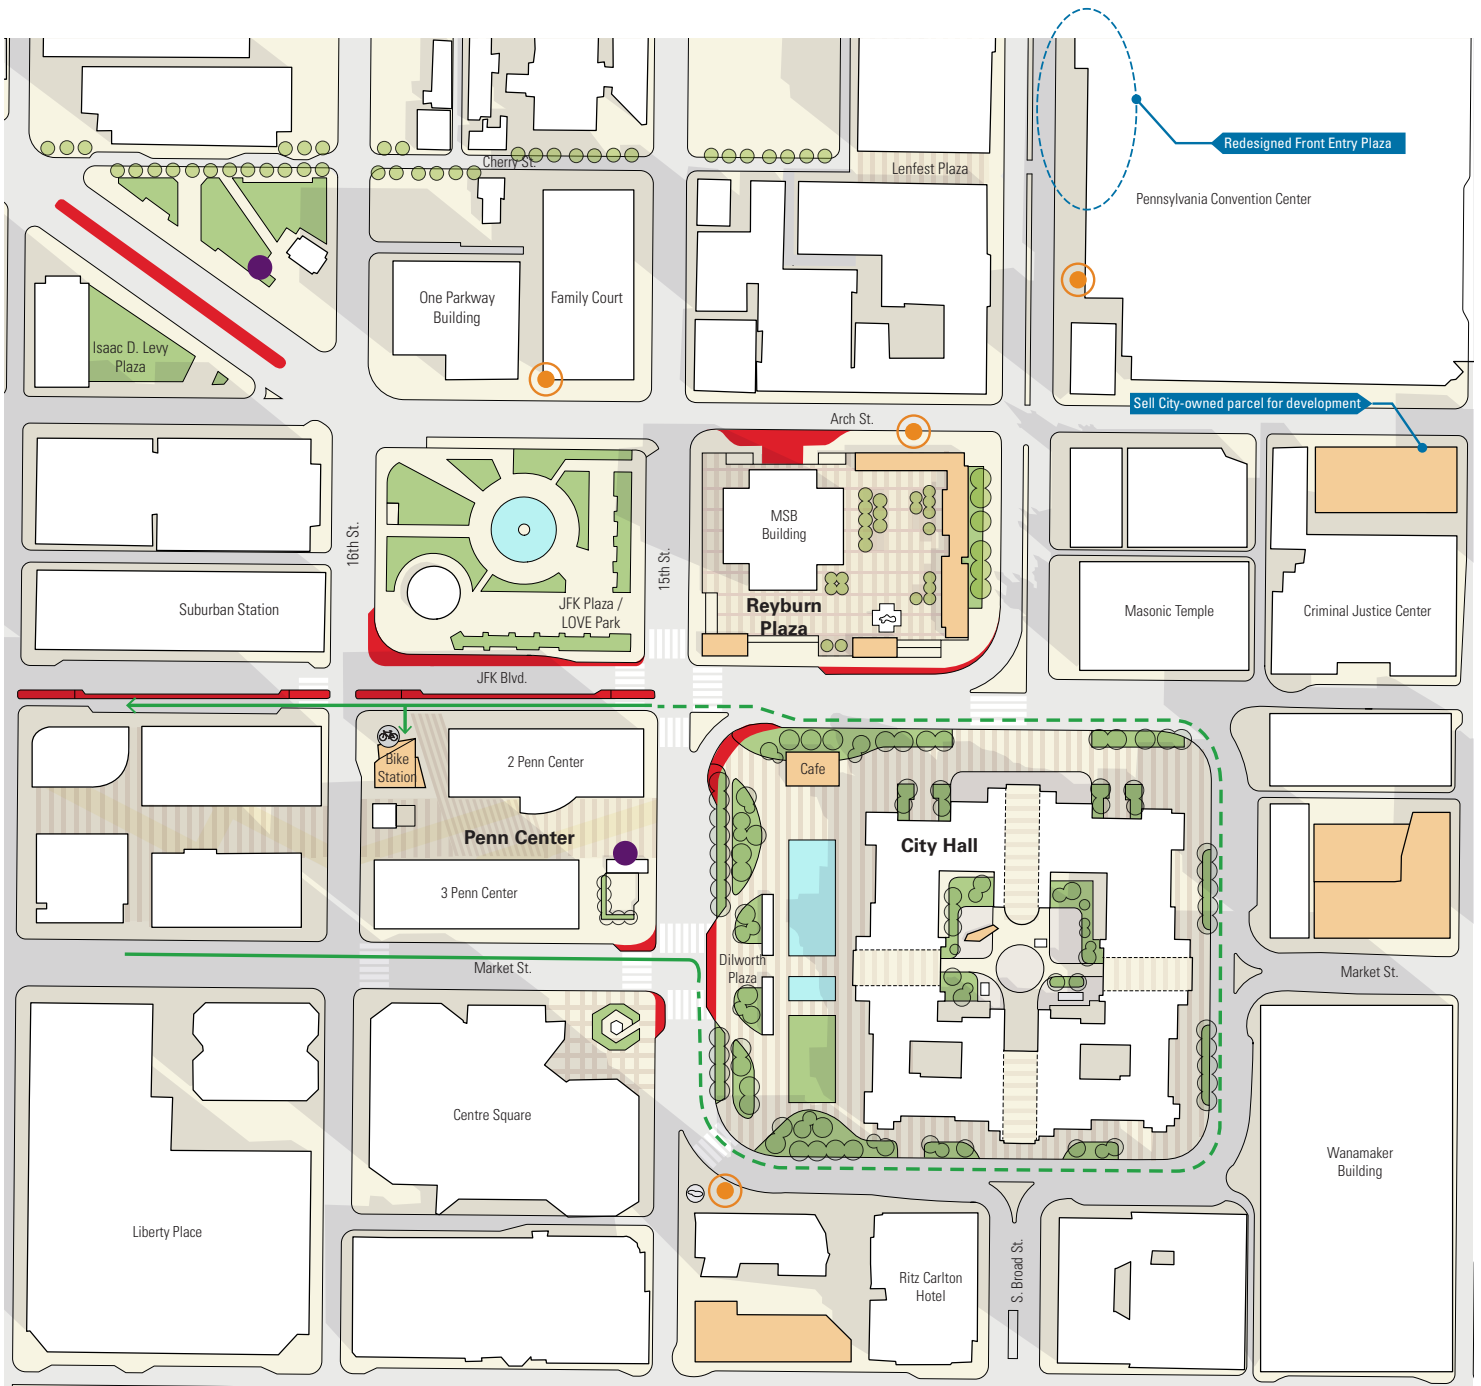 Redesigned Front Entry Plaza
Cherry St.
Lenfest Plaza
Pennsylvania Convention Center
One Parkway
Building
Family Court
Isaac D. Levy
Plaza
Sell City-owned parcel for development
Arch St.
16th St.
15th St.
MSB
Building
Suburban Station
JFK Plaza /
LOVE Park
Reyburn
Plaza
Masonic Temple
Criminal Justice Center
JFK Blvd.
Bike
Station
2 Penn Center
Cafe
Penn Center
City Hall
3 Penn Center
Dilworth
Plaza
Market St.
Market St.
Centre Square
Wanamaker
Building
Liberty Place
S. Broad St.
Ritz Carlton
Hotel